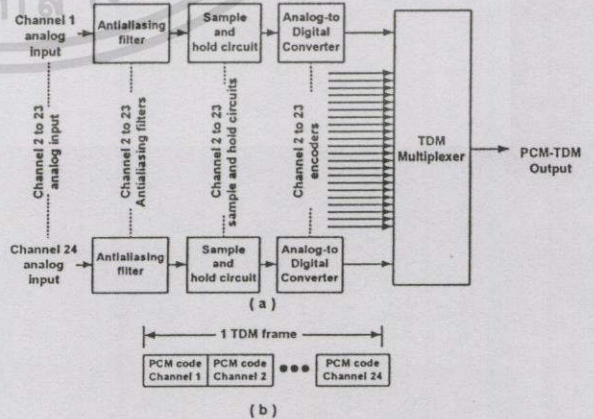 Channel 1
analog
input
Antialiasing
filter
Sample
and
hold circuit
Analog-to
Digital
Converter
Channel 2 to 23
analog input
Channel 2 to 23
Antialiasing filters
Channel 2 to 23
sample and hold circuits
Channel 2 to 23
encoders
TDM
Multiplexer
PCM-TDM
Output
Channel 24
analog
input
Antialiasing
filter
Sample
and
hold circuit
Analog-to
Digital
Converter
( a )
1 TDM frame
PCM code
Channel 1
PCM code
Channel 2
PCM code
Channel 24
( b )